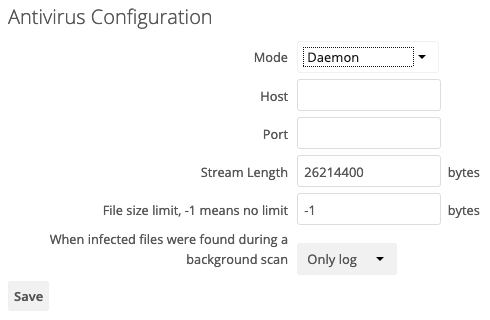 Antivirus Configuration
Mode Daemon
Host
Port
Stream Length 26214400 bytes
File size limit, -1 means no limit -1 bytes
When infected files were found during a
background scan Only log
Save